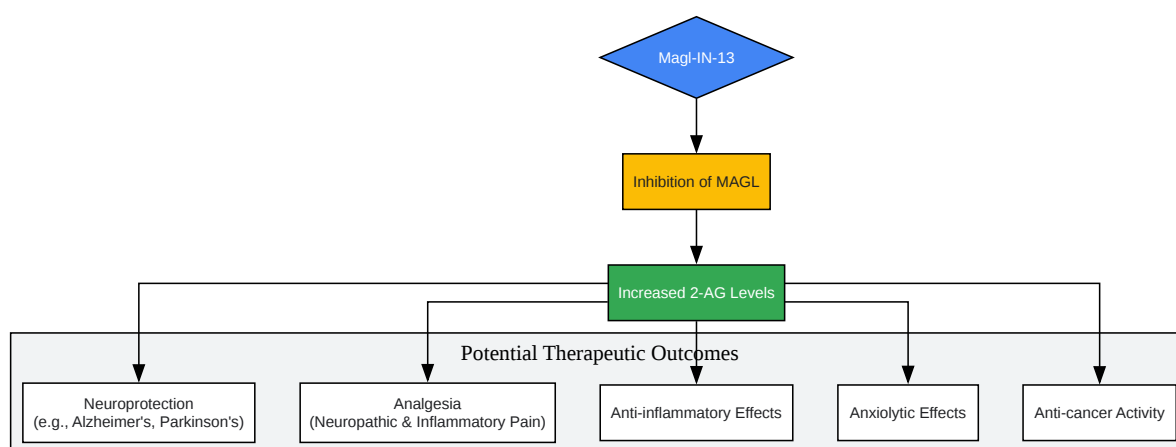 Magl-IN-13
Inhibition of MAGL
Increased 2-AG Levels
Potential Therapeutic Outcomes
Neuroprotection
(e.g., Alzheimer's, Parkinson's)
Analgesia
(Neuropathic & Inflammatory Pain)
Anti-inflammatory Effects
Anxiolytic Effects
Anti-cancer Activity